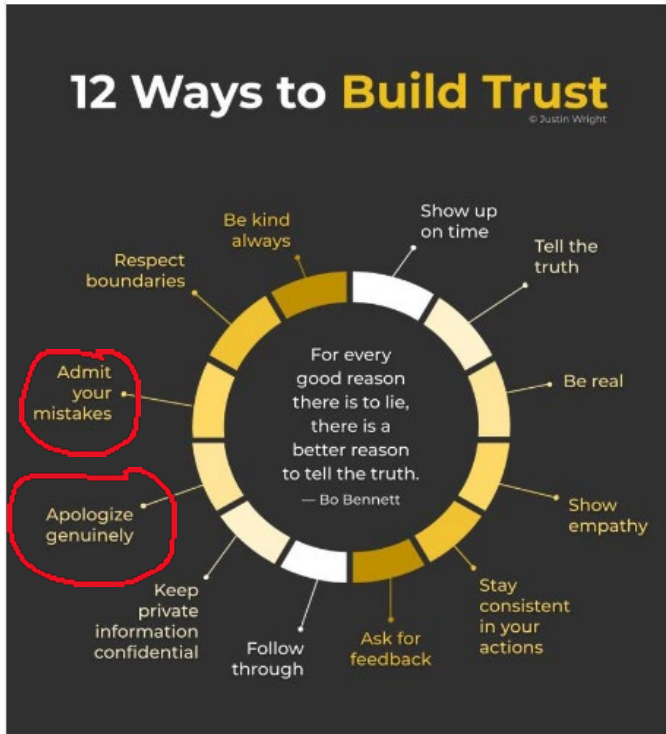 12 Ways to Build Trust
© Justin Wright
Show up
on time
Tell the
truth
Be real
Show
empathy
Stay
consistent
in your
actions
Ask for
feedback
Follow
through
Keep
private
information
confidential
Apologize
genuinely
Admit
your
mistakes
Respect
boundaries
Be kind
always
For every
good reason
there is to lie,
there is a
better reason
to tell the truth.
— Bo Bennett